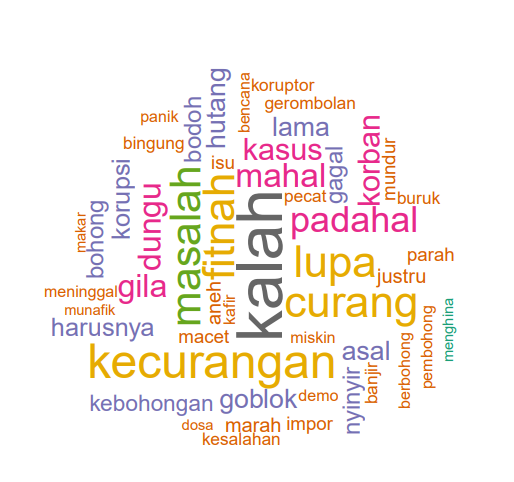 koruptor
bencana
gerombolan
panik
hutang
lama
bodoh
bingung
kasus
isu
korban
mahal
gagal
mundur
korupsi
dungu
masalah
fitnah
kalah
pecat
buruk
padahal
bohong
makar
lupa
parah
justru
gila
meninggal
munafik
aneh
kafir
curang
harusnya
macet
miskin
menghina
kecurangan
asal
banjir
berbohong
pembohong
nyinyir
kebohongan
goblok
demo
dosa
marah
impor
kesalahan